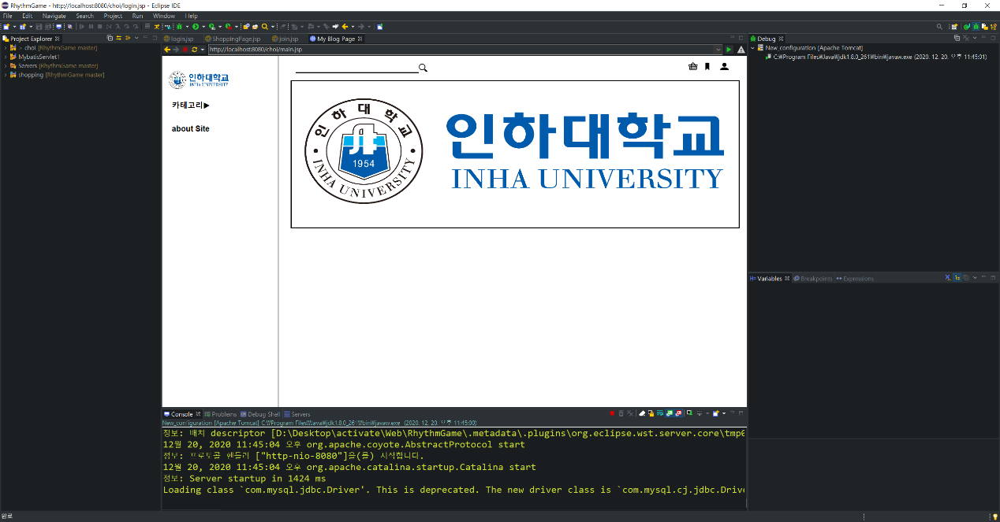 RhythmGame - http://localhost:8080/choi/login.jsp - Eclipse IDE
File Edit Navigate Search Project Run Window Help
Project Explorer
> choi [RhythmGame master]
MybatisServlet1
Servers [RhythmGame master]
shopping [RhythmGame master]
login.jsp ShoppingPage.jsp join.jsp My Blog Page
http://localhost:8080/choi/main.jsp
인하대학교
INHA UNIVERSITY
카테고리▶
about Site
인하대학교
1954
INHA UNIVERSITY
인하대학교
INHA UNIVERSITY
Debug
New_configuration [Apache Tomcat]
C:₩Program Files₩Java₩jdk1.8.0_261₩bin₩javaw.exe (2020. 12. 20. 오후 11:45:01)
Variables Breakpoints Expressions
Console Problems Debug Shell Servers
New_configuration [Apache Tomcat] C:₩Program Files₩Java₩jdk1.8.0_261₩bin₩javaw.exe (2020. 12. 20. 오후 11:45:00)
정보: 배치 descriptor [D:\Desktop\activate\Web\RhythmGame\.metadata\.plugins\org.eclipse.wst.server.core\tmp0
12월 20, 2020 11:45:04 오후 org.apache.coyote.AbstractProtocol start
정보: 프로토콜 핸들러 ["http-nio-8080"]을(를) 시작합니다.
12월 20, 2020 11:45:04 오후 org.apache.catalina.startup.Catalina start
정보: Server startup in 1424 ms
Loading class `com.mysql.jdbc.Driver'. This is deprecated. The new driver class is `com.mysql.cj.jdbc.Drive
완료